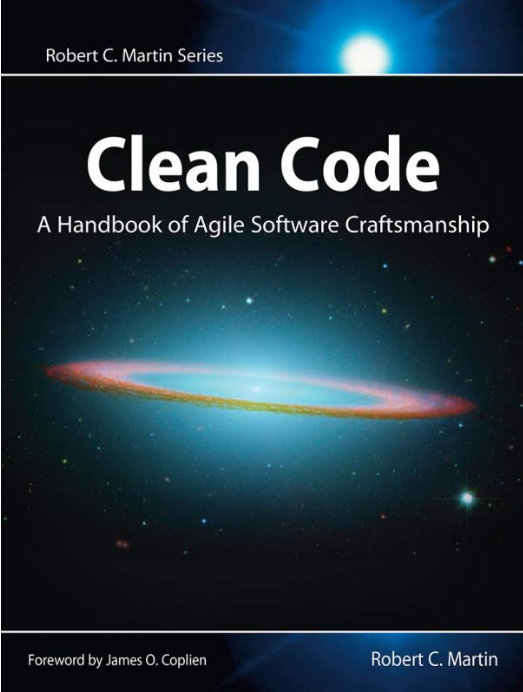 Robert C. Martin Series
Clean Code
A Handbook of Agile Software Craftsmanship
Foreword by James O. Coplien
Robert C. Martin